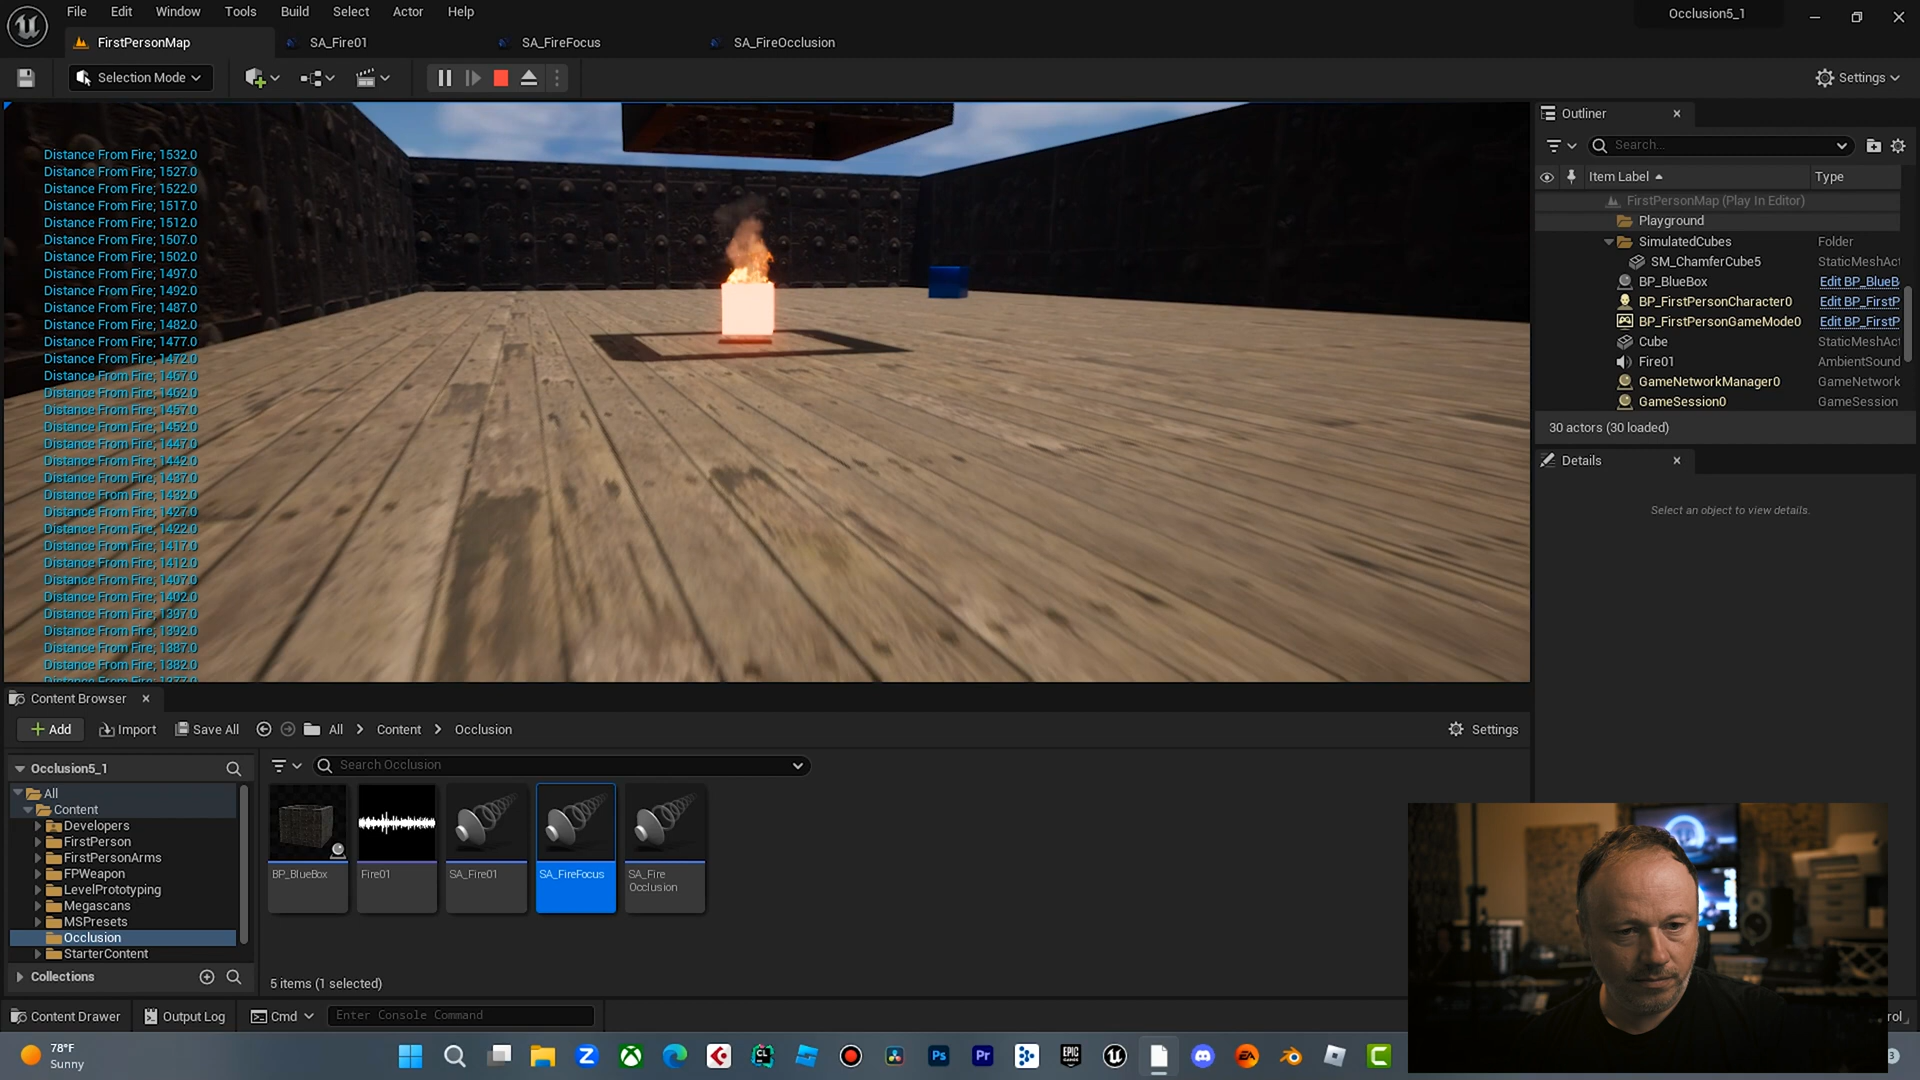 File Edit Window Tools Build Select Actor Help
Occlusion5_1
FirstPersonMap
SA_Fire01
SA_FireFocus
SA_FireOcclusion
Selection Mode
Settings
Distance From Fire; 1532.0
Distance From Fire; 1527.0
Distance From Fire; 1522.0
Distance From Fire; 1517.0
Distance From Fire; 1512.0
Distance From Fire; 1507.0
Distance From Fire; 1502.0
Distance From Fire; 1497.0
Distance From Fire; 1492.0
Distance From Fire; 1487.0
Distance From Fire; 1482.0
Distance From Fire; 1477.0
Distance From Fire; 1472.0
Distance From Fire; 1467.0
Distance From Fire; 1462.0
Distance From Fire; 1457.0
Distance From Fire; 1452.0
Distance From Fire; 1447.0
Distance From Fire; 1442.0
Distance From Fire; 1437.0
Distance From Fire; 1432.0
Distance From Fire; 1427.0
Distance From Fire; 1422.0
Distance From Fire; 1417.0
Distance From Fire; 1412.0
Distance From Fire; 1407.0
Distance From Fire; 1402.0
Distance From Fire; 1397.0
Distance From Fire; 1392.0
Distance From Fire; 1387.0
Distance From Fire; 1382.0
Distance From Fire; 1377.0
Outliner
Search...
Item Label Type
FirstPersonMap (Play In Editor)
Playground
SimulatedCubes Folder
SM_ChamferCube5 StaticMeshAct
BP_BlueBox Edit BP_BlueB
BP_FirstPersonCharacter0 Edit BP_FirstP
BP_FirstPersonGameMode0 Edit BP_FirstP
Cube StaticMeshAct
Fire01 AmbientSound
GameNetworkManager0 GameNetwork
GameSession0 GameSession
30 actors (30 loaded)
Details
Select an object to view details.
Content Browser
Add Import Save All All Content Occlusion Settings
Occlusion5_1
Search Occlusion
All
Content
Developers
FirstPerson
FirstPersonArms
FPWeapon
LevelPrototyping
Megascans
MSPresets
Occlusion
StarterContent
Collections
BP_BlueBox
Fire01
SA_Fire01
SA_FireFocus
SA_Fire
Occlusion
5 items (1 selected)
Content Drawer Output Log Cmd Enter Console Command
rol
78°F
Sunny
Z
CL
Ps
Pr
EPIC
GAMES
EA
C
3